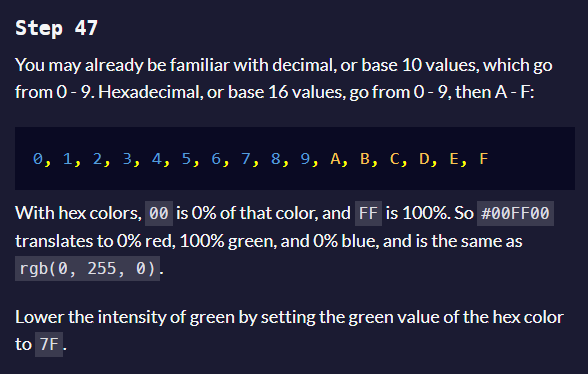 Step 47
You may already be familiar with decimal, or base 10 values, which go
from 0 - 9. Hexadecimal, or base 16 values, go from 0 - 9, then A - F:
0, 1, 2, 3, 4, 5, 6, 7, 8, 9, A, B, C, D, E, F
With hex colors, 00 is 0% of that color, and FF is 100%. So #00FF00
translates to 0% red, 100% green, and 0% blue, and is the same as
rgb(0, 255, 0).
Lower the intensity of green by setting the green value of the hex color
to 7F.